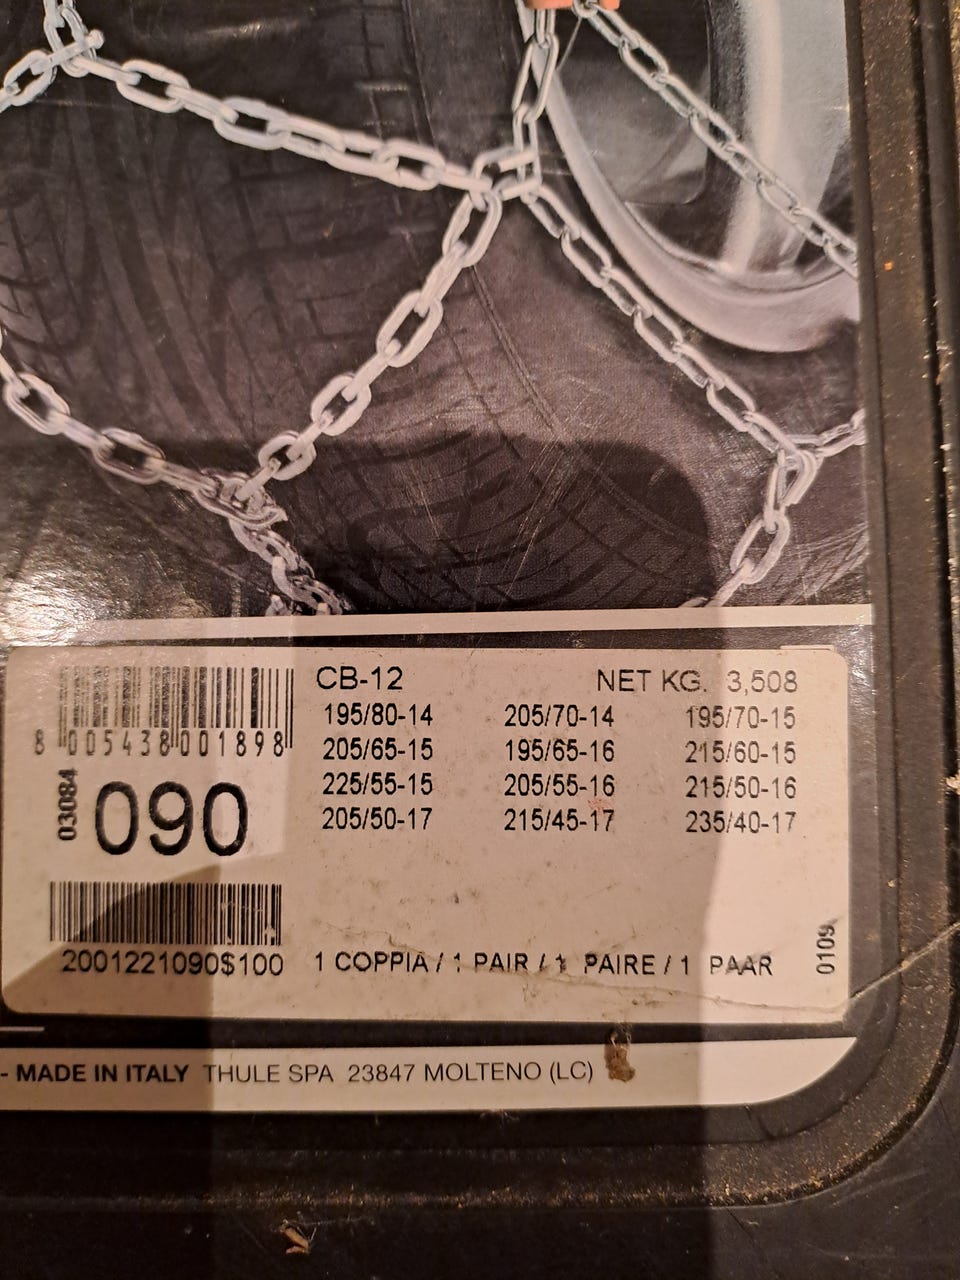 CB-12 NET KG. 3,508
195/80-14 205/70-14 195/70-15
205/65-15 195/65-16 215/60-15
225/55-15 205/55-16 215/50-16
205/50-17 215/45-17 235/40-17
8 005438 001898
03084
090
2001221090$100
1 COPPIA / 1 PAIR / 1 PAIRE / 1 PAAR
0109
- MADE IN ITALY THULE SPA 23847 MOLTENO (LC)